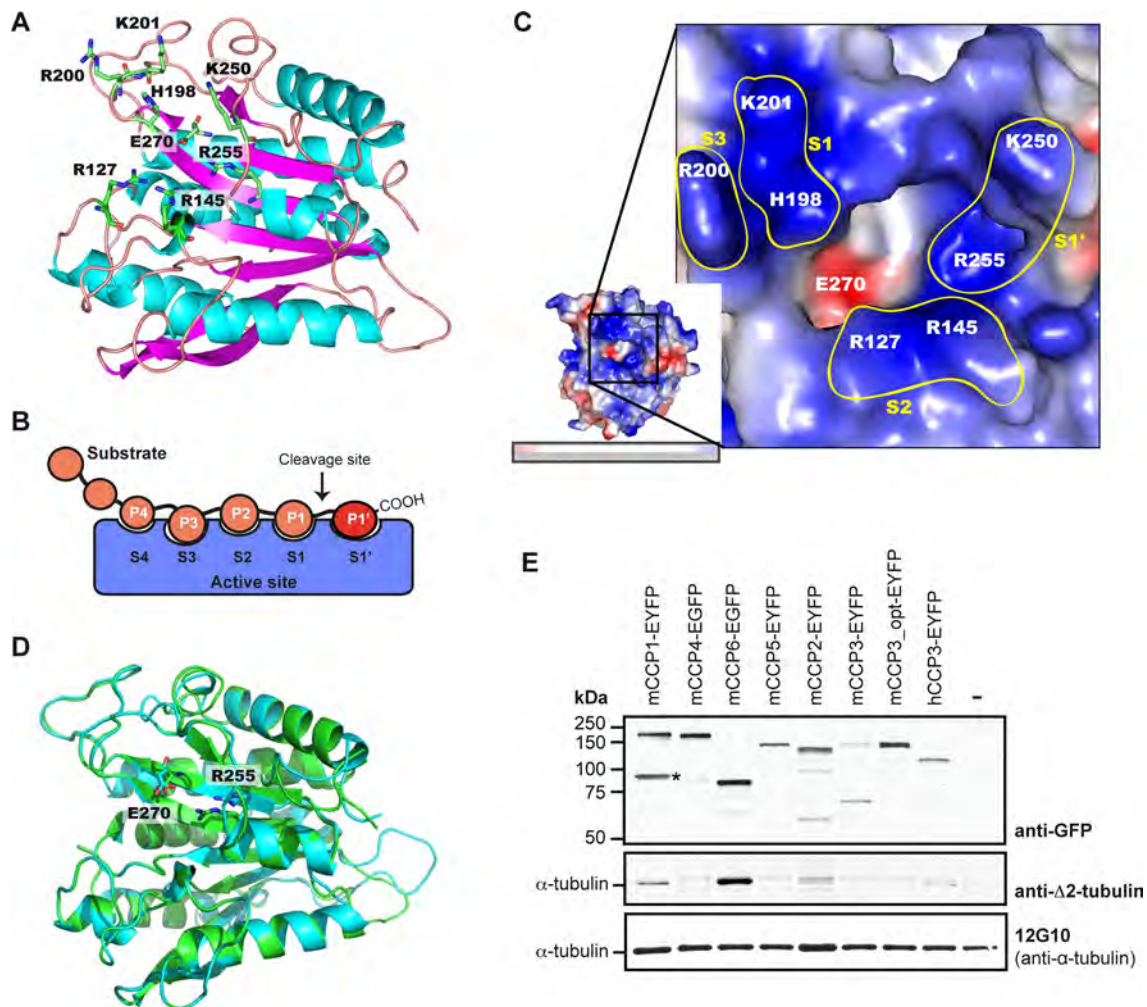 A
K201
R200
K250
H198
E270
R255
R127
R145
B
Substrate
Cleavage site
COOH
P4
P3
P2
P1
P1'
S4
S3
S2
S1
S1'
Active site
C
K201
S3
S1
R200
H198
K250
R255
S1'
E270
R127
R145
S2
D
R255
E270
E
mCCP1-EYFP
mCCP4-EGFP
mCCP6-EGFP
mCCP5-EYFP
mCCP2-EYFP
mCCP3-EYFP
mCCP3_opt-EYFP
hCCP3-EYFP
-
kDa
250
150
100
75
50
*
anti-GFP
α-tubulin
anti-Δ2-tubulin
α-tubulin
12G10
(anti-α-tubulin)